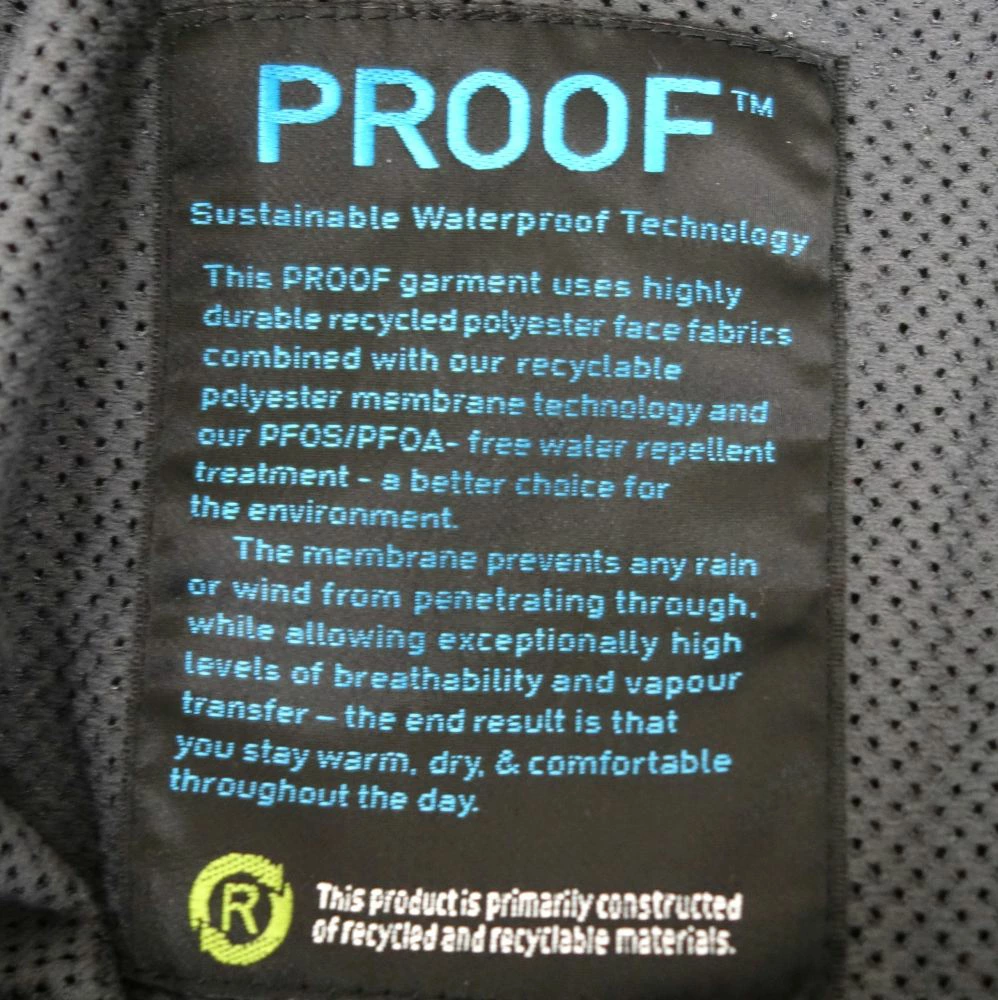 PROOF™
Sustainable Waterproof Technology
This PROOF garment uses highly
durable recycled polyester face fabrics
combined with our recyclable
polyester membrane technology and
our PFOS/PFOA- free water repellent
treatment - a better choice for
the environment.
The membrane prevents any rain
or wind from penetrating through,
while allowing exceptionally high
levels of breathability and vapour
transfer – the end result is that
you stay warm, dry, & comfortable
throughout the day.
R
This product is primarily constructed
of recycled and recyclable materials.